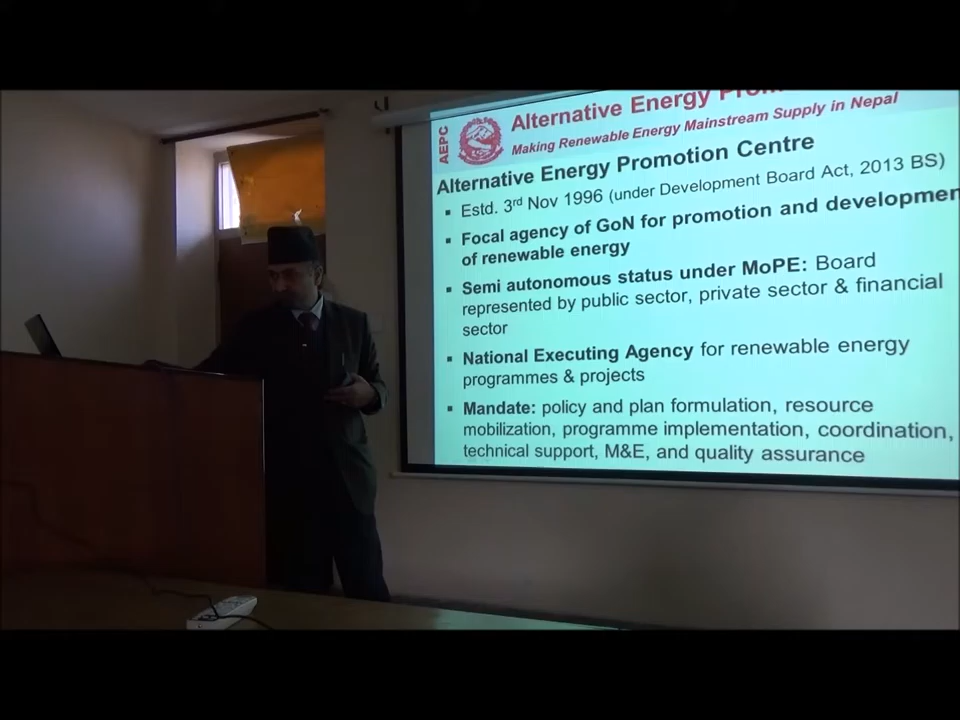 AEPC
Alternative Energy
Making Renewable Energy Mainstream Supply in Nepal
Alternative Energy Promotion Centre
▪ Estd. 3rd Nov 1996 (under Development Board Act, 2013 BS)
▪ Focal agency of GoN for promotion and development
of renewable energy
▪ Semi autonomous status under MoPE: Board
represented by public sector, private sector & financial
sector
▪ National Executing Agency for renewable energy
programmes & projects
▪ Mandate: policy and plan formulation, resource
mobilization, programme implementation, coordination,
technical support, M&E, and quality assurance